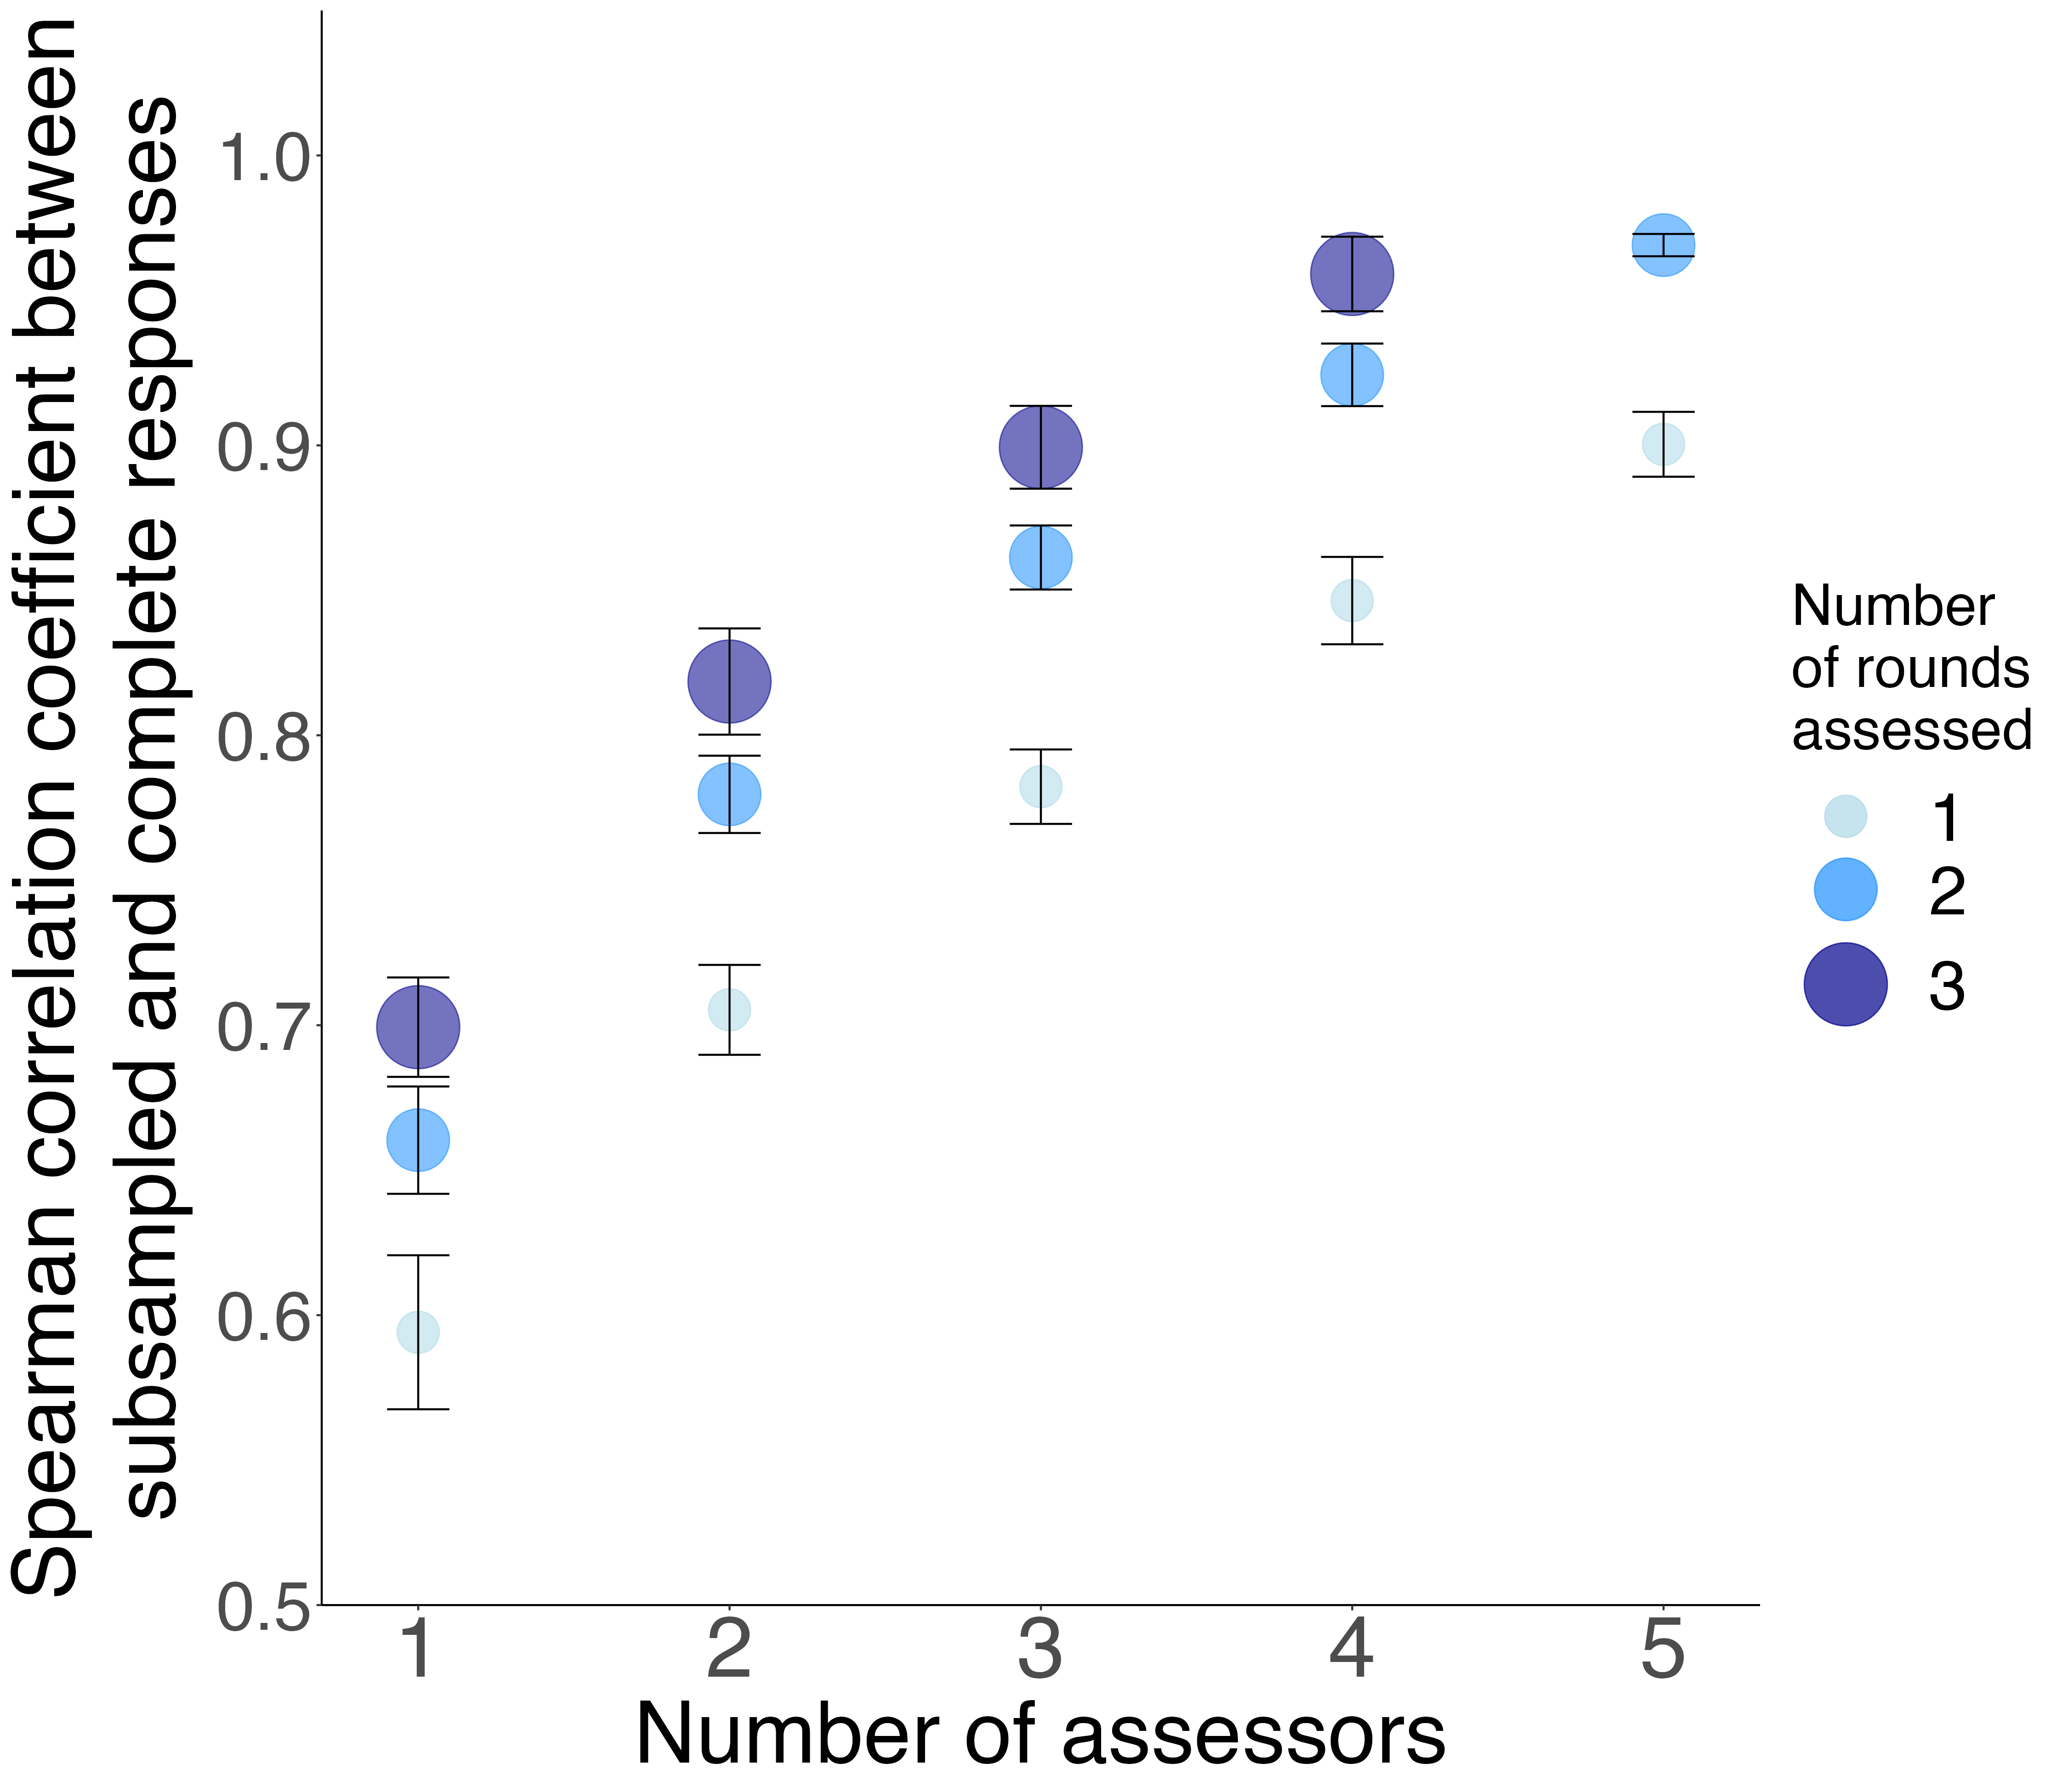 Spearman correlation coefficient between
subsampled and complete responses
1.0
0.9
0.8
0.7
0.6
0.5
1 2 3 4 5
Number of assessors
Number
of rounds
assessed
1
2
3